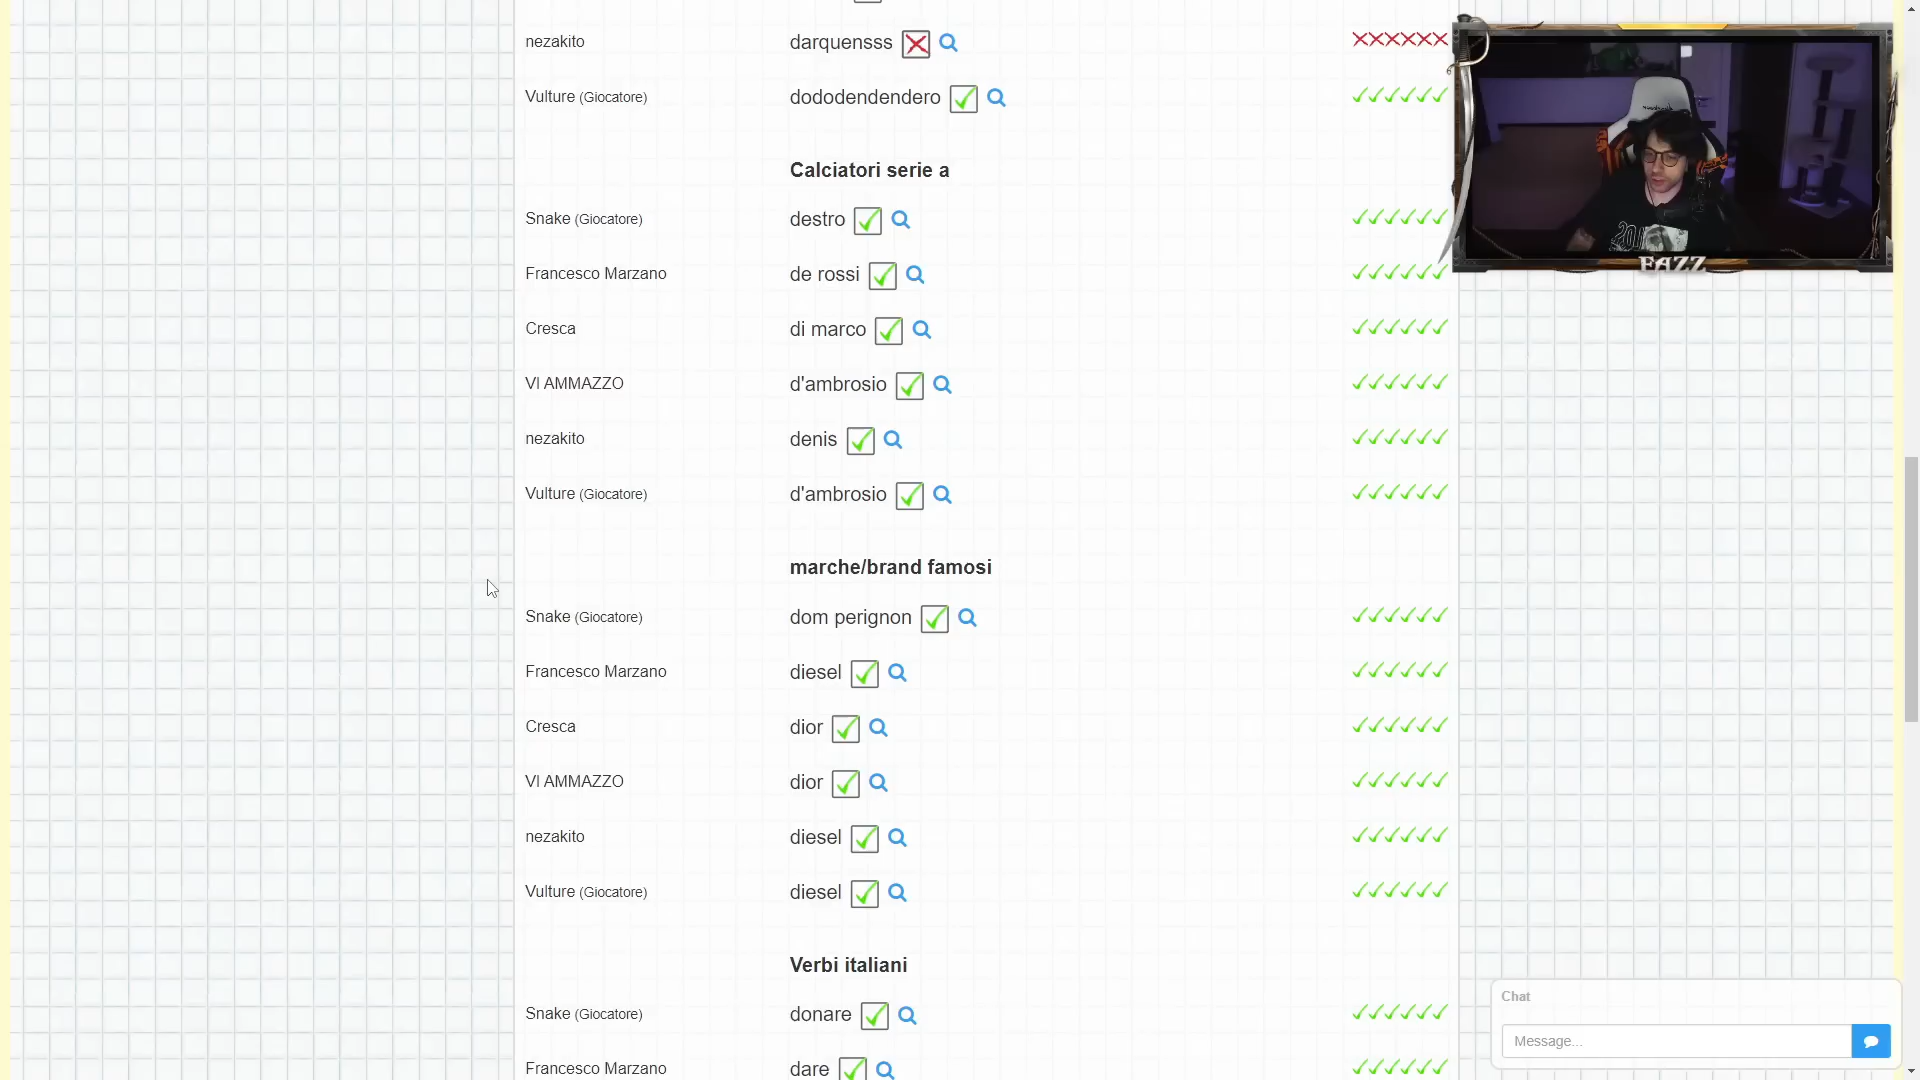 nezakito darquensss
Vulture (Giocatore) dododendendero
Calciatori serie a
Snake (Giocatore) destro
Francesco Marzano de rossi
Cresca di marco
VI AMMAZZO d'ambrosio
nezakito denis
Vulture (Giocatore) d'ambrosio
marche/brand famosi
Snake (Giocatore) dom perignon
Francesco Marzano diesel
Cresca dior
VI AMMAZZO dior
nezakito diesel
Vulture (Giocatore) diesel
Verbi italiani
Snake (Giocatore) donare
Francesco Marzano dare
FAZZ
Chat
Message...